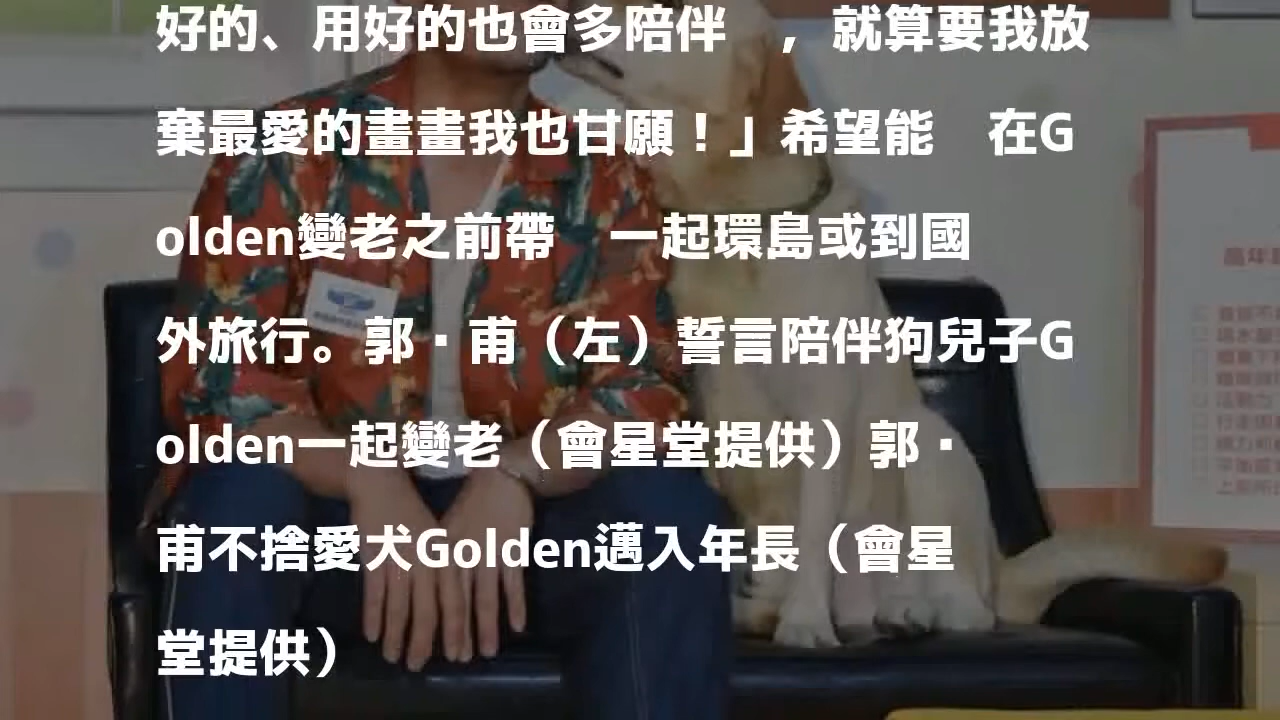 好的、用好的也會多陪伴　，就算要我放
棄最愛的畫畫我也甘願！」希望能　在G
olden變老之前帶　一起環島或到國
外旅行。郭·甫（左）誓言陪伴狗兒子G
olden一起變老（會星堂提供）郭·
甫不捨愛犬Golden邁入年長（會星
堂提供）
高年